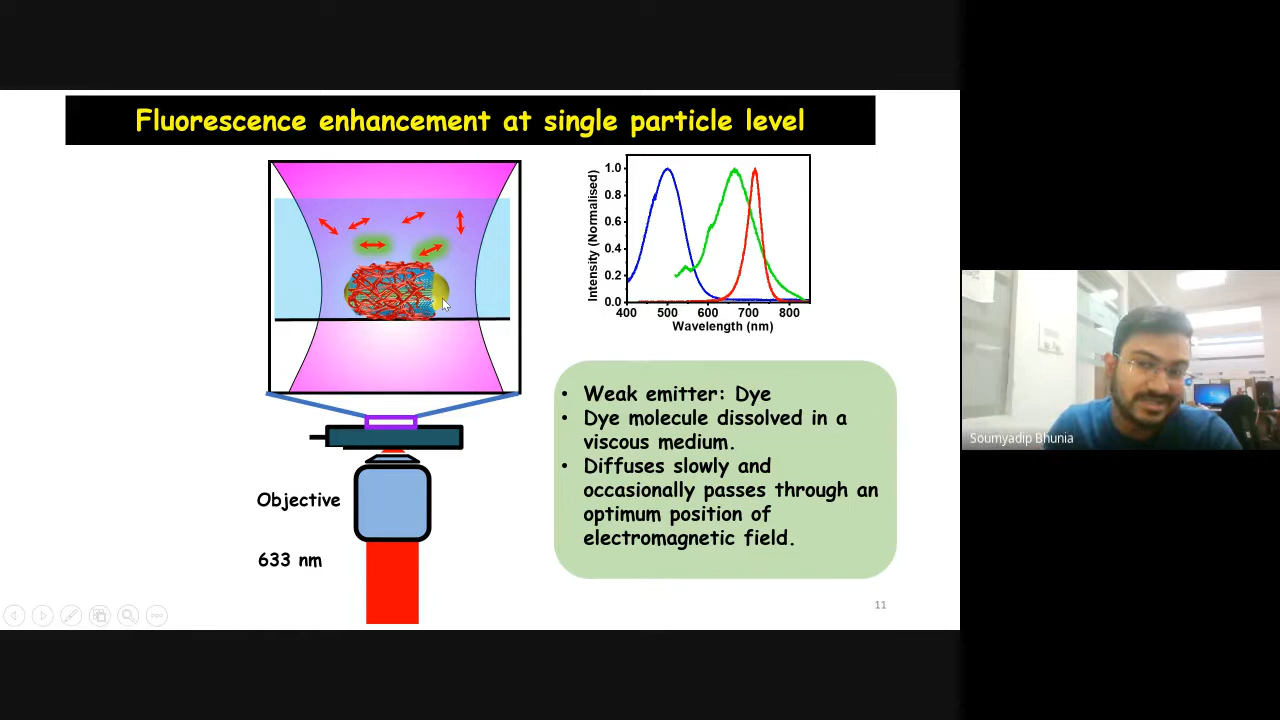 Fluorescence enhancement at single particle level
Objective
633 nm
Intensity (Normalised)
1.0
0.8
0.6
0.4
0.2
0.0
400 500 600 700 800
Wavelength (nm)
• Weak emitter: Dye
• Dye molecule dissolved in a
viscous medium.
• Diffuses slowly and
occasionally passes through an
optimum position of
electromagnetic field.
11
Soumyadip Bhunia